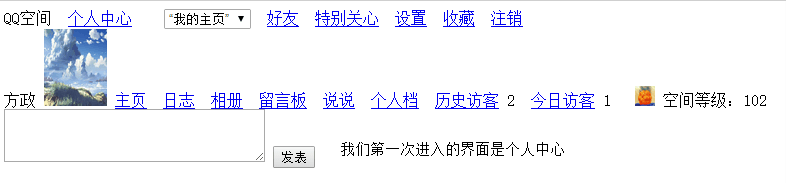 QQ空间 个人中心 “我的主页” 好友 特别关心 设置 收藏 注销
方政 主页 日志 相册 留言板 说说 个人档 历史访客 2 今日访客 1 空间等级：102
发表 我们第一次进入的界面是个人中心